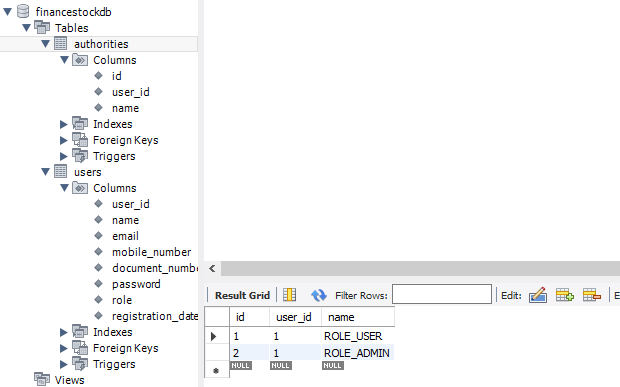 financestockdb
Tables
authorities
Columns
id
user_id
name
Indexes
Foreign Keys
Triggers
users
Columns
user_id
name
email
mobile_number
document_numb
password
role
registration_date
Indexes
Foreign Keys
Triggers
Views
Result Grid Filter Rows: Edit: E
id user_id name
1 1 ROLE_USER
2 1 ROLE_ADMIN
NULL NULL NULL